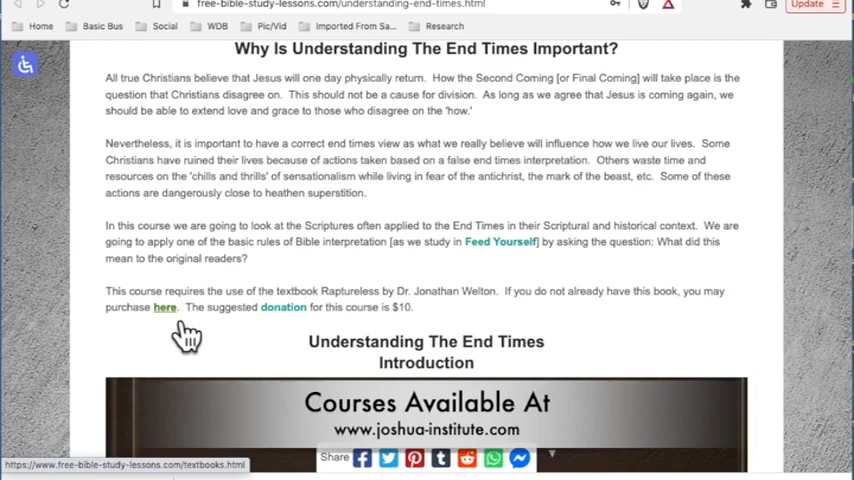 free-bible-study-lessons.com/understanding-end-times.html
Update
Home Basic Bus Social WDB Pic/Vid Imported From Sa... Research
Why Is Understanding The End Times Important?
All true Christians believe that Jesus will one day physically return. How the Second Coming [or Final Coming] will take place is the
question that Christians disagree on. This should not be a cause for division. As long as we agree that Jesus is coming again, we
should be able to extend love and grace to those who disagree on the 'how.'
Nevertheless, it is important to have a correct end times view as what we really believe will influence how we live our lives. Some
Christians have ruined their lives because of actions taken based on a false end times interpretation. Others waste time and
resources on the 'chills and thrills' of sensationalism while living in fear of the antichrist, the mark of the beast, etc. Some of these
actions are dangerously close to heathen superstition.
In this course we are going to look at the Scriptures often applied to the End Times in their Scriptural and historical context. We are
going to apply one of the basic rules of Bible interpretation [as we study in Feed Yourself] by asking the question: What did this
mean to the original readers?
This course requires the use of the textbook Raptureless by Dr. Jonathan Welton. If you do not already have this book, you may
purchase here. The suggested donation for this course is $10.
Understanding The End Times
Introduction
Courses Available At
www.joshua-institute.com
Share
https://www.free-bible-study-lessons.com/textbooks.html